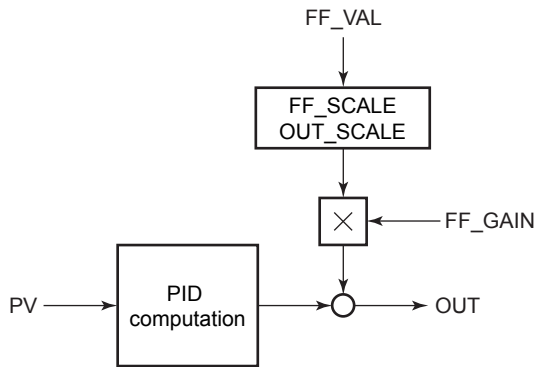 FF_VAL
FF_SCALE
OUT_SCALE
×
FF_GAIN
PV
PID
computation
OUT